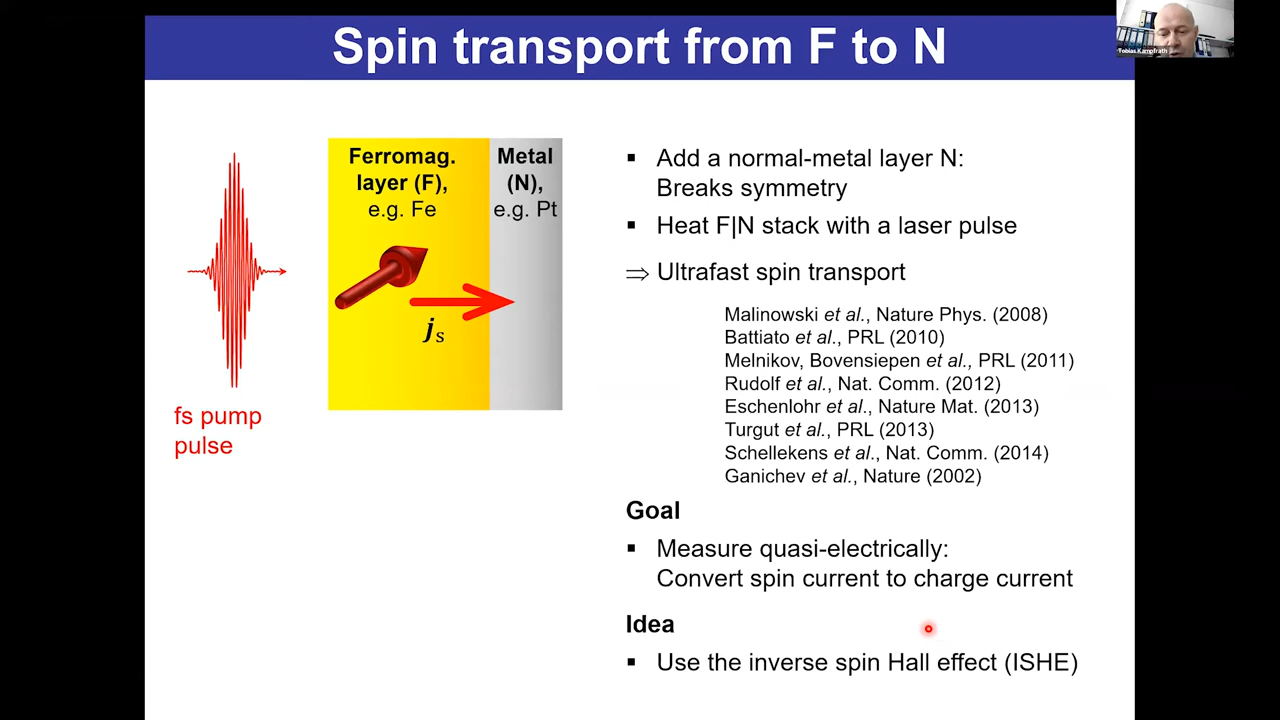 Spin transport from F to N
Tobias Kampfrath
Ferromag.
layer (F),
e.g. Fe
Metal
(N),
e.g. Pt
js
fs pump
pulse
▪ Add a normal-metal layer N:
Breaks symmetry
▪ Heat F|N stack with a laser pulse
⇒ Ultrafast spin transport
Malinowski et al., Nature Phys. (2008)
Battiato et al., PRL (2010)
Melnikov, Bovensiepen et al., PRL (2011)
Rudolf et al., Nat. Comm. (2012)
Eschenlohr et al., Nature Mat. (2013)
Turgut et al., PRL (2013)
Schellekens et al., Nat. Comm. (2014)
Ganichev et al., Nature (2002)
Goal
▪ Measure quasi-electrically:
Convert spin current to charge current
Idea
▪ Use the inverse spin Hall effect (ISHE)